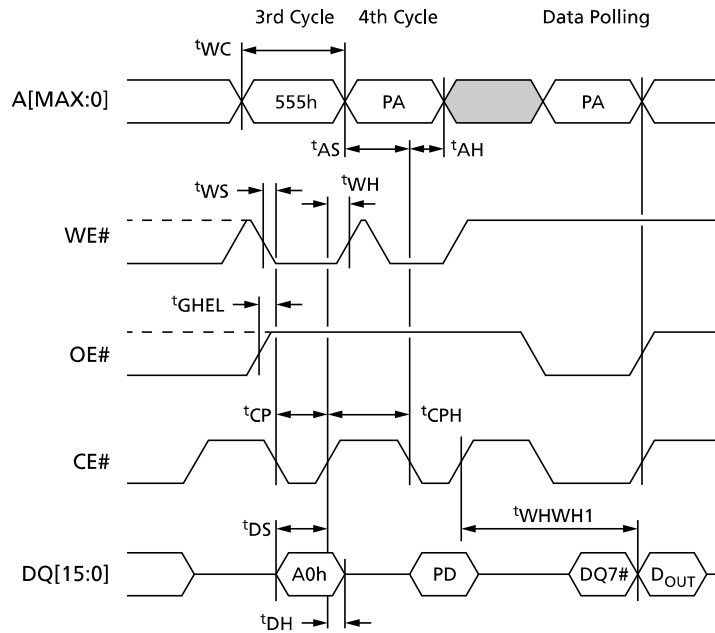 3rd Cycle 4th Cycle Data Polling
tWC
A[MAX:0] 555h PA PA
tAS tAH
tWS tWH
WE#
tGHEL
OE#
tCP tCPH
CE#
tWHWH1
tDS
DQ[15:0] A0h PD DQ7# DOUT
tDH